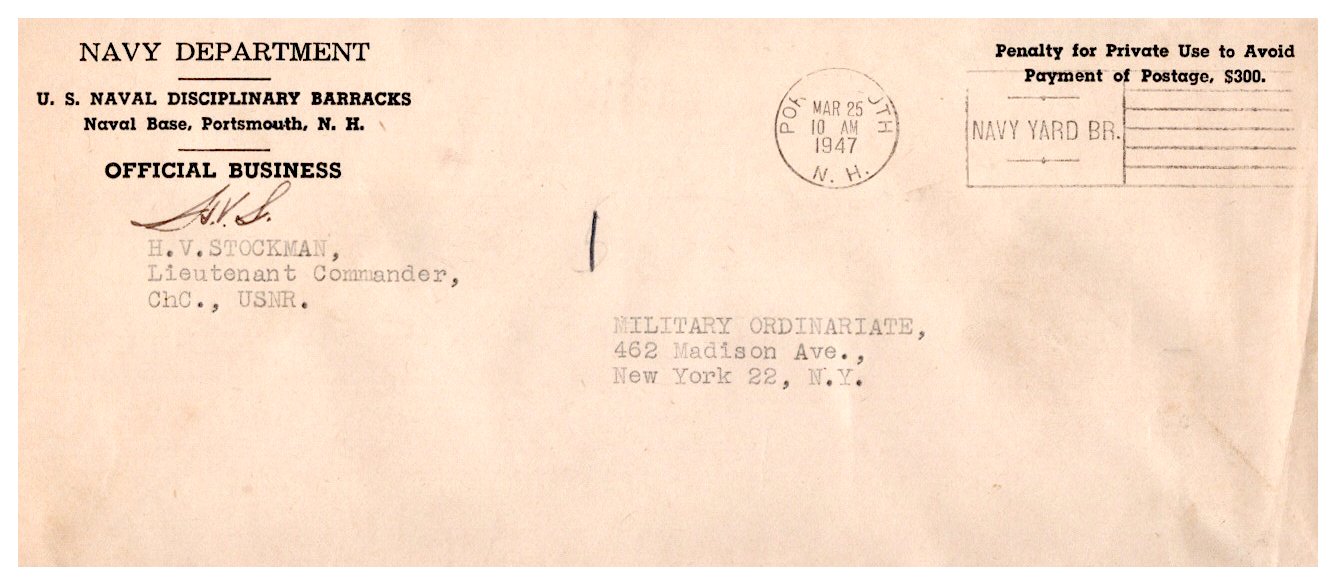 NAVY DEPARTMENT
U. S. NAVAL DISCIPLINARY BARRACKS
Naval Base, Portsmouth, N. H.
OFFICIAL BUSINESS
H.V.S.
H.V.STOCKMAN,
Lieutenant Commander,
ChC., USNR.
Penalty for Private Use to Avoid
Payment of Postage, $300.
MAR 25
10 AM
1947
N. H.
NAVY YARD BR.
MILITARY ORDINARIATE,
462 Madison Ave.,
New York 22, N.Y.